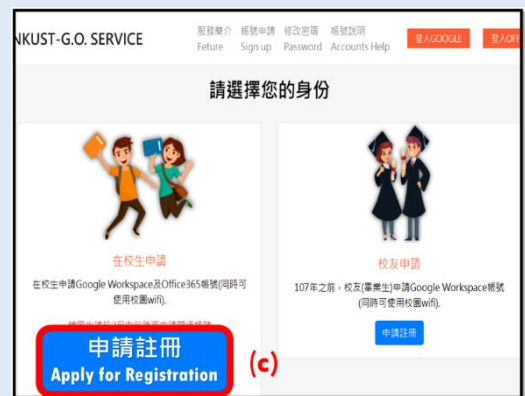 NKUST-G.O. SERVICE
服務簡介 帳號申請 修改密碼 帳號說明
Feture Sign up Password Accounts Help
登入GOOGLE 登入OFF
請選擇您的身份
在校生申請
在校生申請Google Workspace及Office365帳號(同時可
使用校園wifi).
申請註冊
Apply for Registration
(c)
校友申請
107年之前,校友(畢業生)申請Google Workspace帳號
(同時可使用校園wifi).
申請註冊